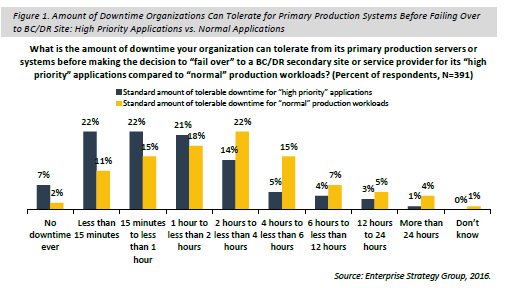 Figure 1. Amount of Downtime Organizations Can Tolerate for Primary Production Systems Before Failing Over
to BC/DR Site: High Priority Applications vs. Normal Applications
What is the amount of downtime your organization can tolerate from its primary production servers or
systems before making the decision to “fail over” to a BC/DR secondary site or service provider for its “high
priority” applications compared to “normal” production workloads? (Percent of respondents, N=391)
Standard amount of tolerable downtime for “high priority” applications
Standard amount of tolerable downtime for “normal” production workloads
7% 2% 22% 11% 22% 15% 21% 18% 14% 22% 5% 15% 4% 7% 3% 5% 1% 4% 0% 1%
No Less than 15 minutes 1 hour to 2 hours to 4 hours to 6 hours to 12 hours More than Don’t
downtime 15 minutes to less less than 2 less than 4 less than 6 less than to 24 24 hours know
ever than 1 hours hours hours 12 hours hours
hour
Source: Enterprise Strategy Group, 2016.